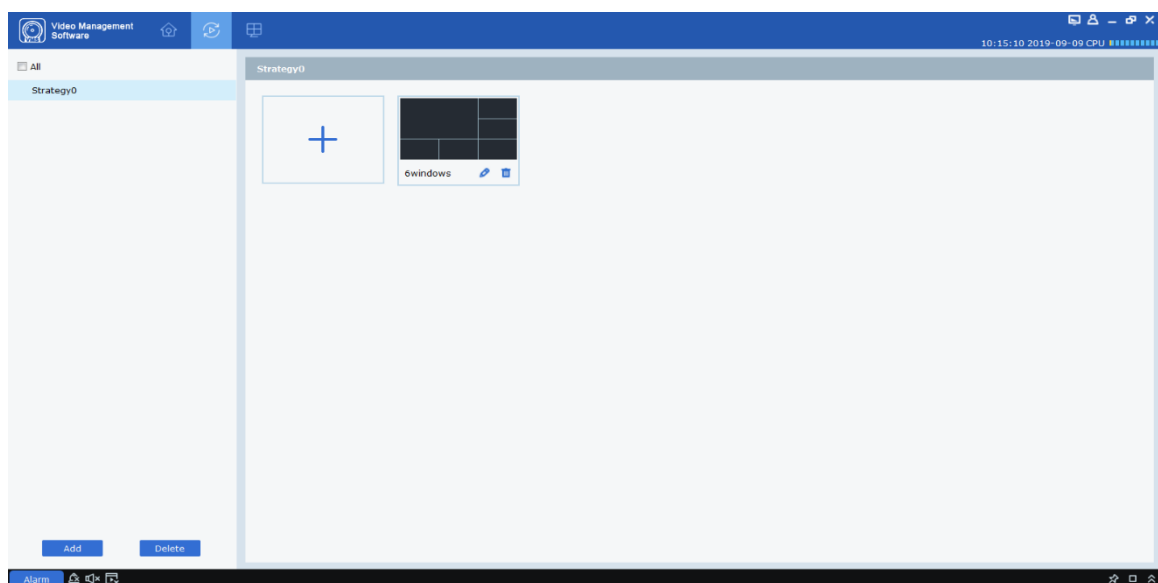 Video Management
Software
10:15:10 2019-09-09 CPU
All
Strategy0
Strategy0
6windows
Add
Delete
Alarm